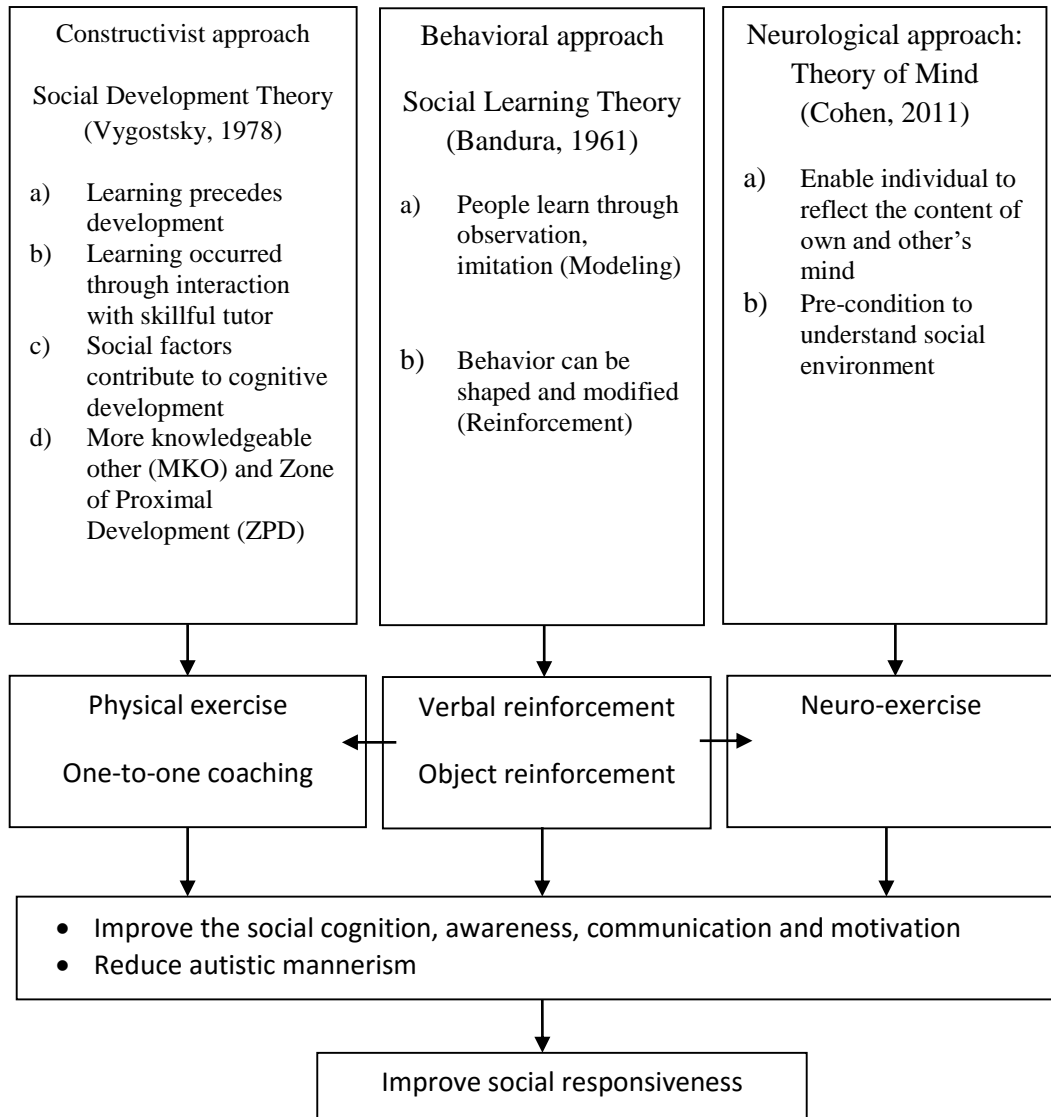 Constructivist approach
Social Development Theory
(Vygostsky, 1978)
a) Learning precedes
development
b) Learning occurred
through interaction
with skillful tutor
c) Social factors
contribute to cognitive
development
d) More knowledgeable
other (MKO) and Zone
of Proximal
Development (ZPD)
Behavioral approach
Social Learning Theory
(Bandura, 1961)
a) People learn through
observation,
imitation (Modeling)
b) Behavior can be
shaped and modified
(Reinforcement)
Neurological approach:
Theory of Mind
(Cohen, 2011)
a) Enable individual to
reflect the content of
own and other’s
mind
b) Pre-condition to
understand social
environment
Physical exercise
One-to-one coaching
Verbal reinforcement
Object reinforcement
Neuro-exercise
• Improve the social cognition, awareness, communication and motivation
• Reduce autistic mannerism
Improve social responsiveness